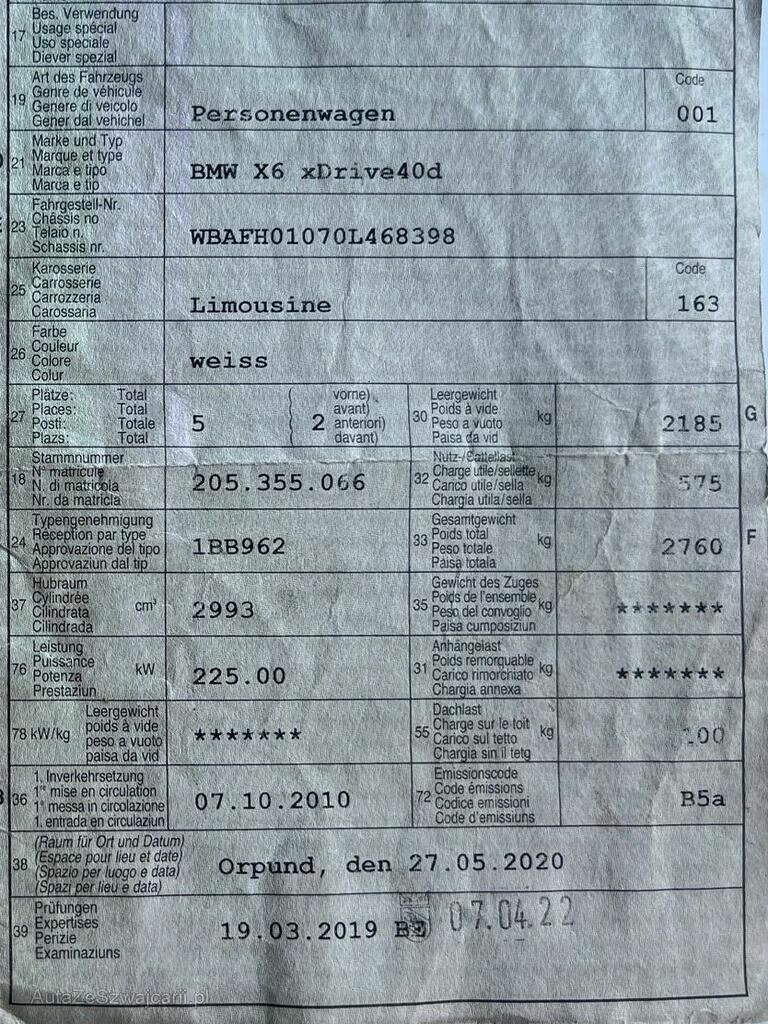 17 Bes. Verwendung
Usage spécial
Uso speciale
Diever spezial
19 Art des Fahrzeugs
Genre de véhicule
Genere di veicolo
Gener dal vehichel
Personenwagen
Code
001
21 Marke und Typ
Marque et type
Marca e tipo
Marca e tip
BMW X6 xDrive40d
23 Fahrgestell-Nr.
Châssis no
Telaio n.
Schassis nr.
WBAFH01070L468398
25 Karosserie
Carrosserie
Carrozzeria
Carossaria
Limousine
Code
163
26 Farbe
Couleur
Colore
Colur
weiss
27 Plätze: Total
Places: Total
Posti: Totale
Plazs: Total
5
2
vorne)
avant)
anteriori)
davant)
30 Leergewicht
Poids à vide
Peso a vuoto
Paisa da vid
kg
2185
G
18 Stammnummer
N° matricule
N. di matricola
Nr. da matricla
205.355.066
32 Nutz-/Sattellast
Charge utile/sellette
Carico utile/sella
Chargia utila/sella
kg
575
24 Typengenehmigung
Réception par type
Approvazione del tipo
Approvaziun dal tip
1BB962
33 Gesamtgewicht
Poids total
Peso totale
Paisa totala
kg
2760
F
37 Hubraum
Cylindrée
Cilindrata
Cilindrada
cm³
2993
35 Gewicht des Zuges
Poids de l'ensemble
Peso del convoglio
Paisa cumposiziun
kg
*******
76 Leistung
Puissance
Potenza
Prestaziun
kW
225.00
31 Anhängelast
Poids remorquable
Carico rimorchiato
Chargia annexa
kg
*******
78 kW/kg
Leergewicht
poids à vide
peso a vuoto
paisa da vid
*******
55 Dachlast
Charge sur le toit
Carico sul tetto
Chargia sin il tetg
kg
100
36 1. Inverkehrsetzung
1re mise en circulation
1a messa in circolazione
1. entrada en circulaziun
07.10.2010
72 Emissionscode
Code émissions
Codice emissioni
Code d'emissiuns
B5a
38 (Raum für Ort und Datum)
(Espace pour lieu et date)
(Spazio per luogo e data)
(Spazi per lieu e data)
Orpund, den 27.05.2020
39 Prüfungen
Expertises
Perizie
Examinaziuns
19.03.2019 BE
07.04.22
AutaZeSzwajcarii.pl